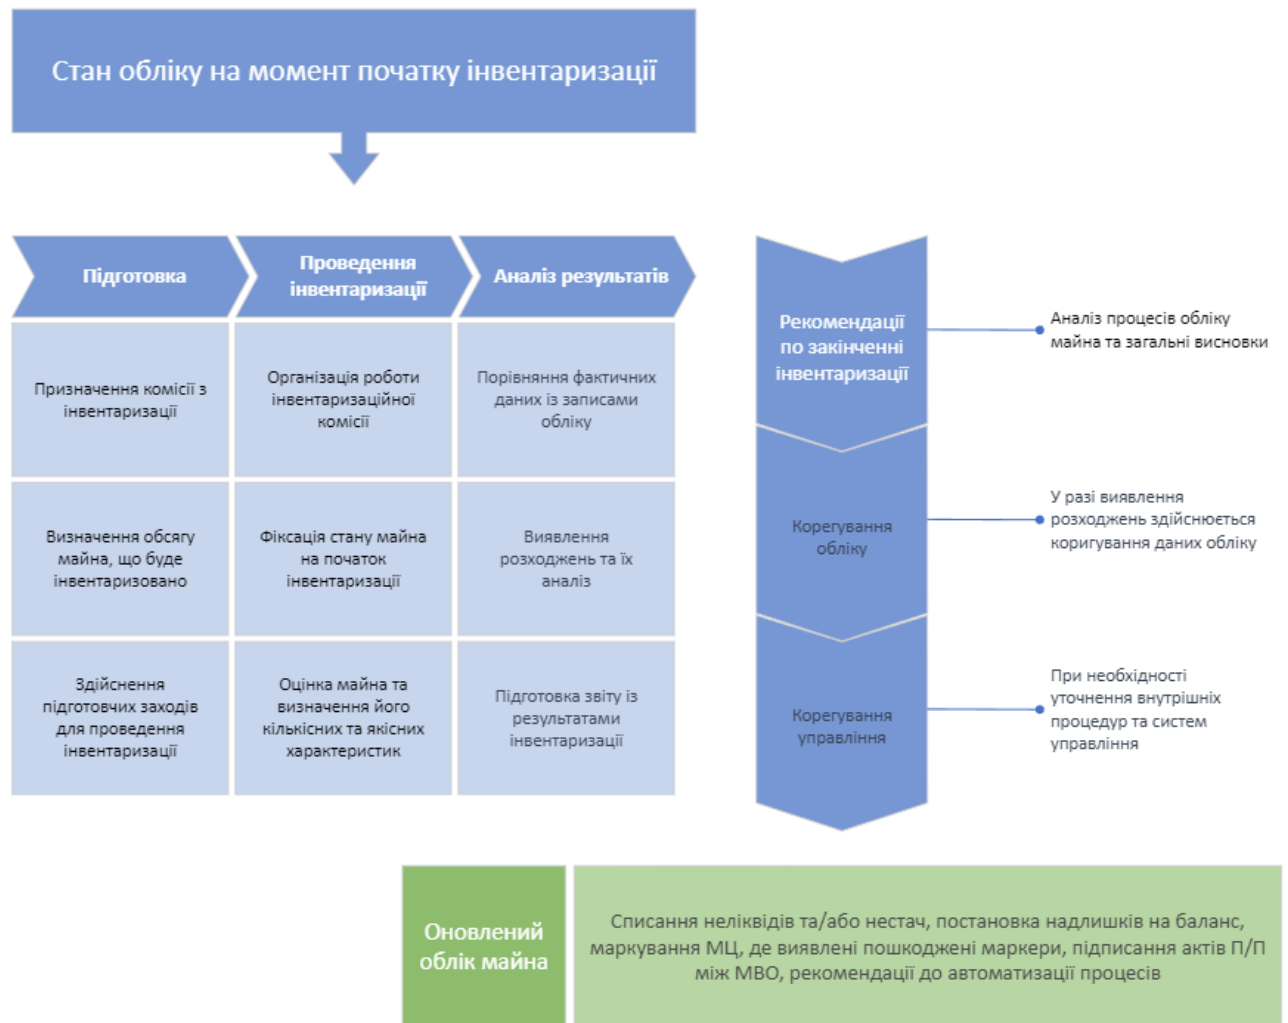 Стан обліку на момент початку інвентаризації
Підготовка
Проведення
інвентаризації
Аналіз результатів
Призначення комісії з
інвентаризації
Організація роботи
інвентаризаційної
комісії
Порівняння фактичних
даних із записами
обліку
Визначення обсягу
майна, що буде
інвентаризовано
Фіксація стану майна
на початок
інвентаризації
Виявлення
розходжень та їх
аналіз
Здійснення
підготовчих заходів
для проведення
інвентаризації
Оцінка майна та
визначення його
кількісних та якісних
характеристик
Підготовка звіту із
результатами
інвентаризації
Рекомендації
по закінченні
інвентаризації
Аналіз процесів обліку
майна та загальні висновки
Корегування
обліку
У разі виявлення
розходжень здійснюється
коригування даних обліку
Корегування
управління
При необхідності
уточнення внутрішніх
процедур та систем
управління
Оновлений
облік майна
Списання неліквідів та/або нестач, постановка надлишків на баланс,
маркування МЦ, де виявлені пошкоджені маркери, підписання актів П/П
між МВО, рекомендації до автоматизації процесів